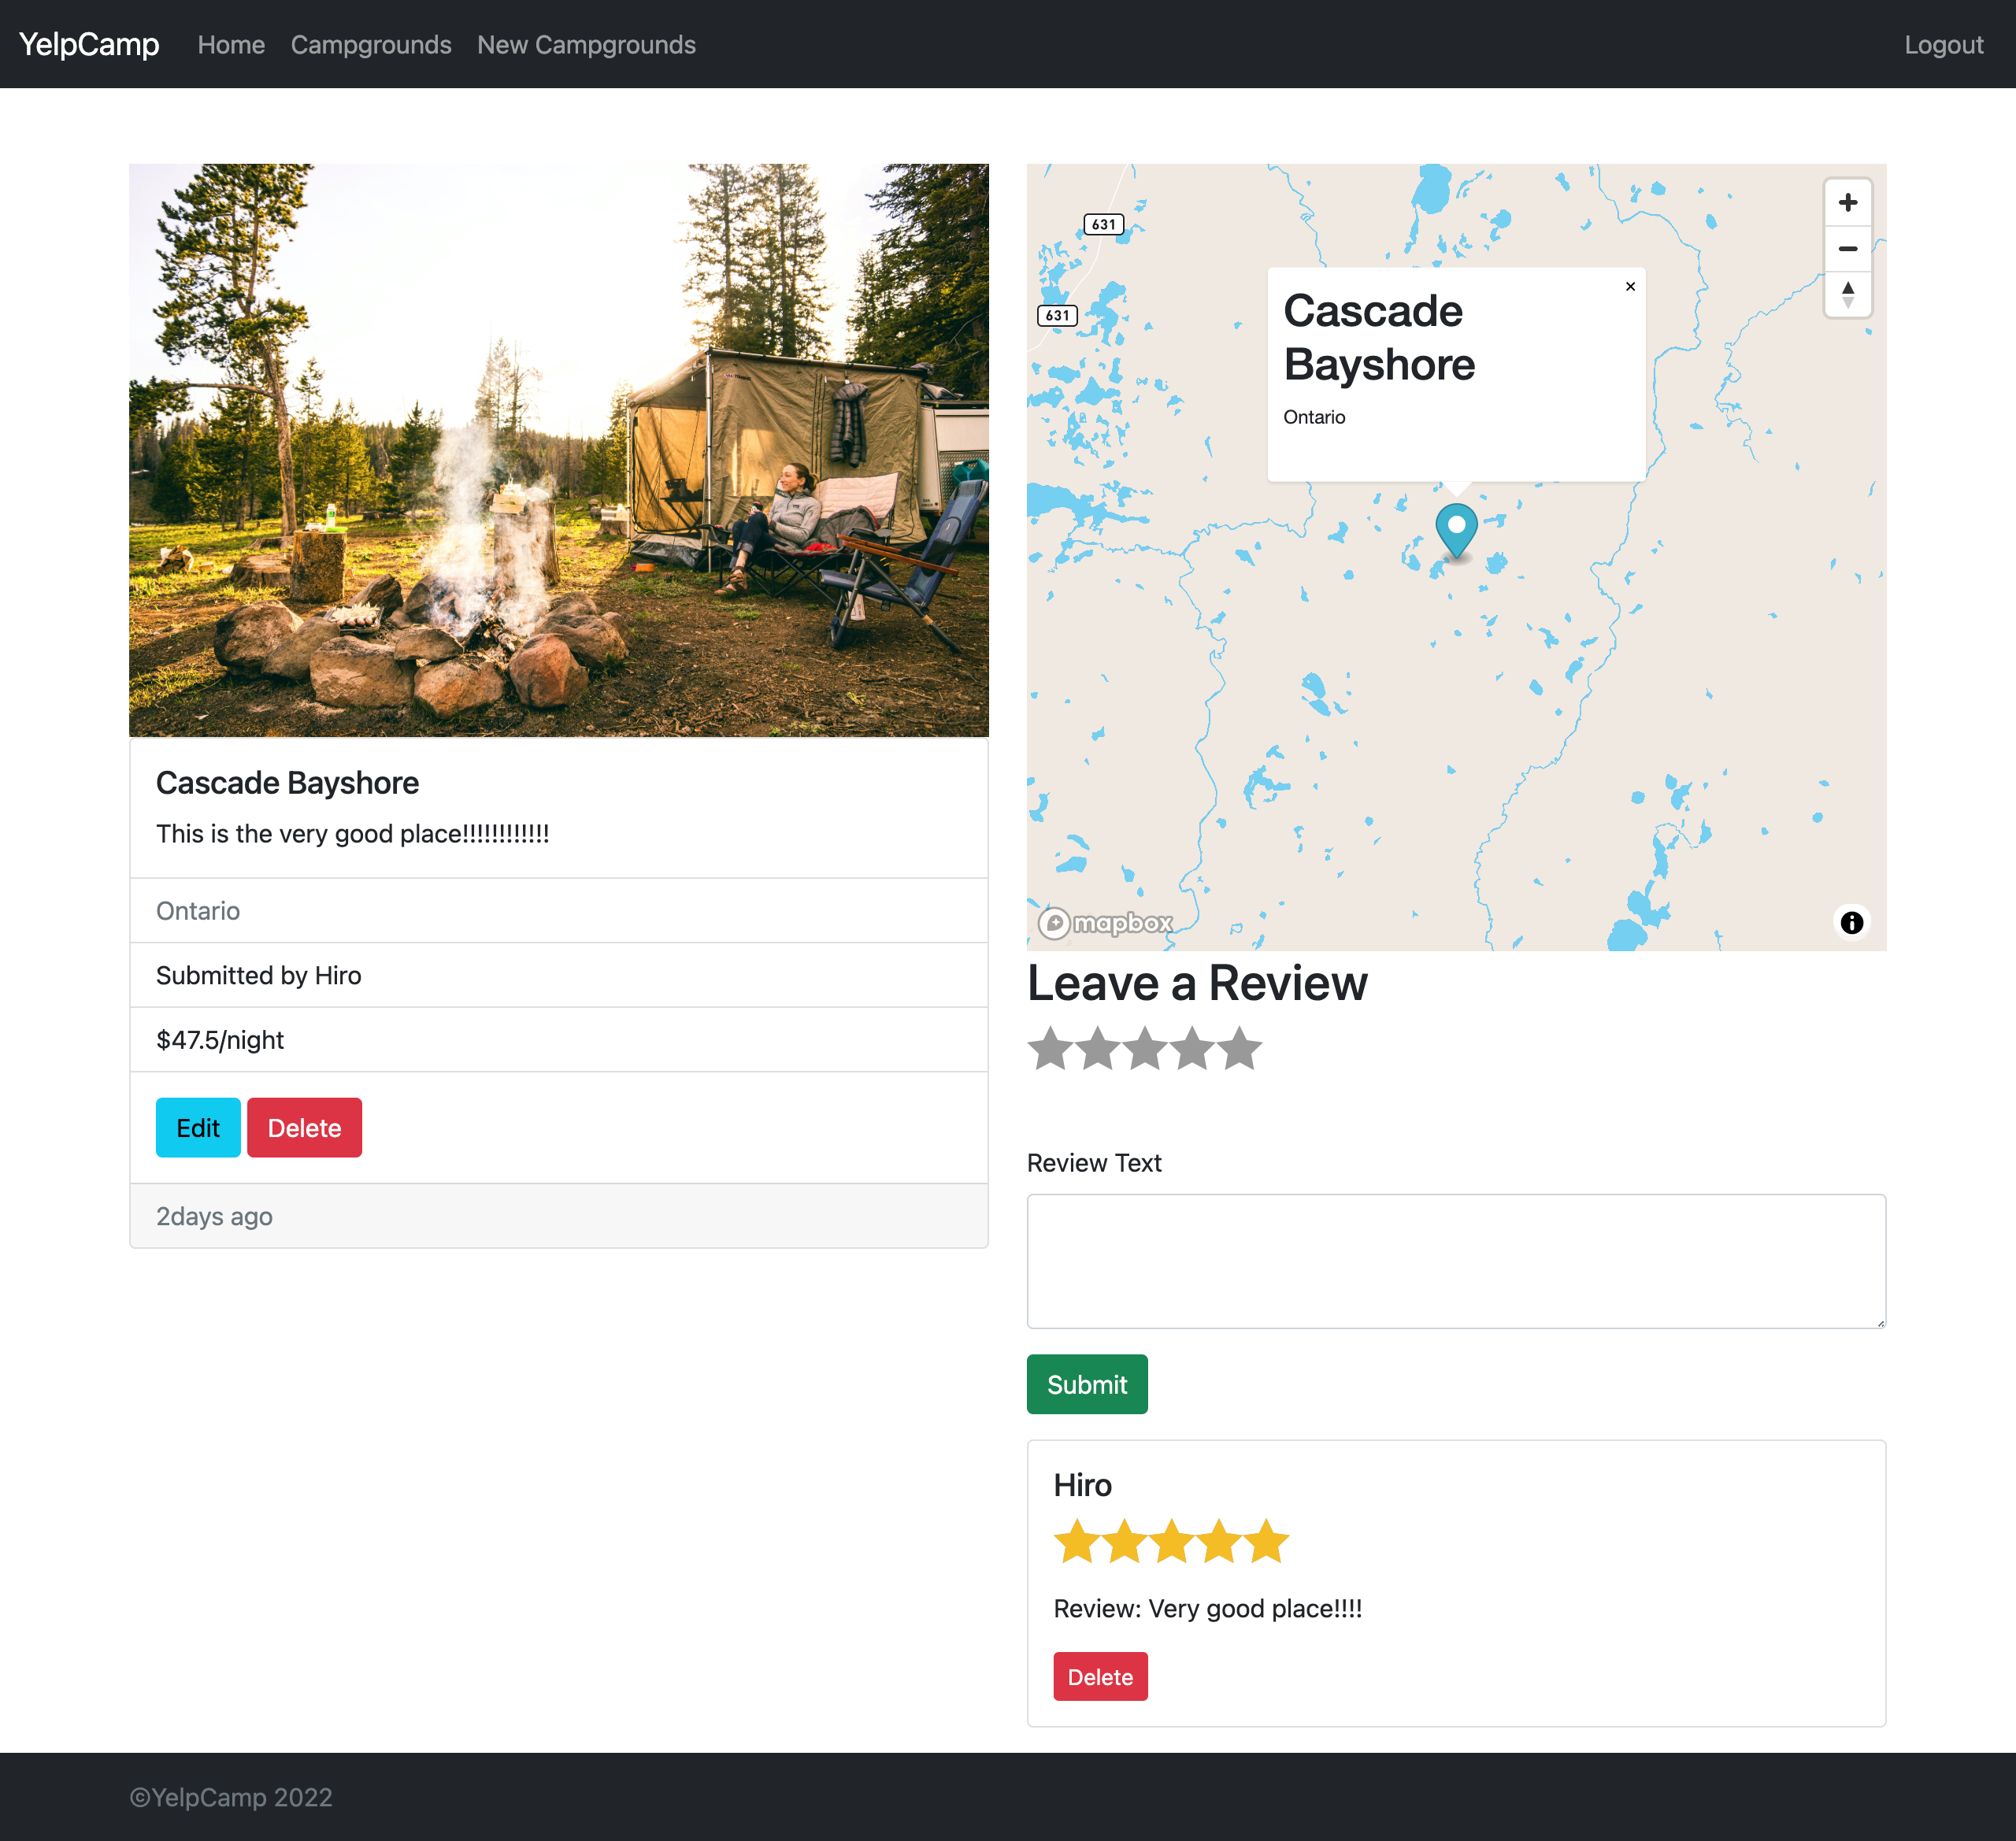 YelpCamp Home Campgrounds New Campgrounds Logout
631
631
Cascade
Bayshore
Ontario
×
mapbox
Cascade Bayshore
This is the very good place!!!!!!!!!!!!
Ontario
Submitted by Hiro
$47.5/night
Edit Delete
2days ago
Leave a Review
Review Text
Submit
Hiro
Review: Very good place!!!!
Delete
©YelpCamp 2022